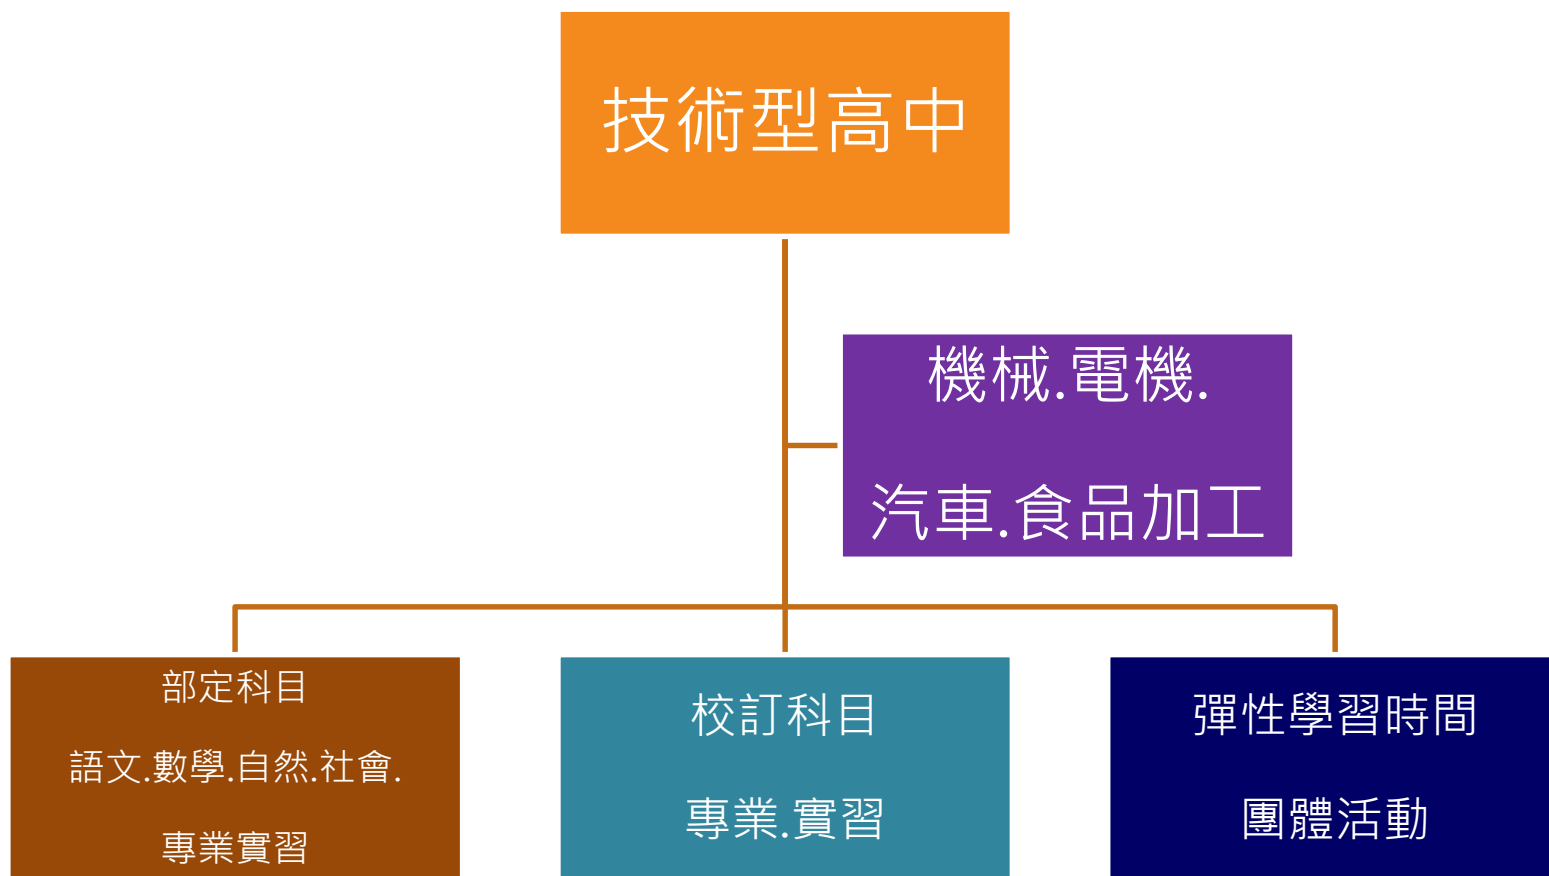 技術型高中
機械.電機.
汽車.食品加工
部定科目
語文.數學.自然.社會.
專業實習
校訂科目
專業.實習
彈性學習時間
團體活動